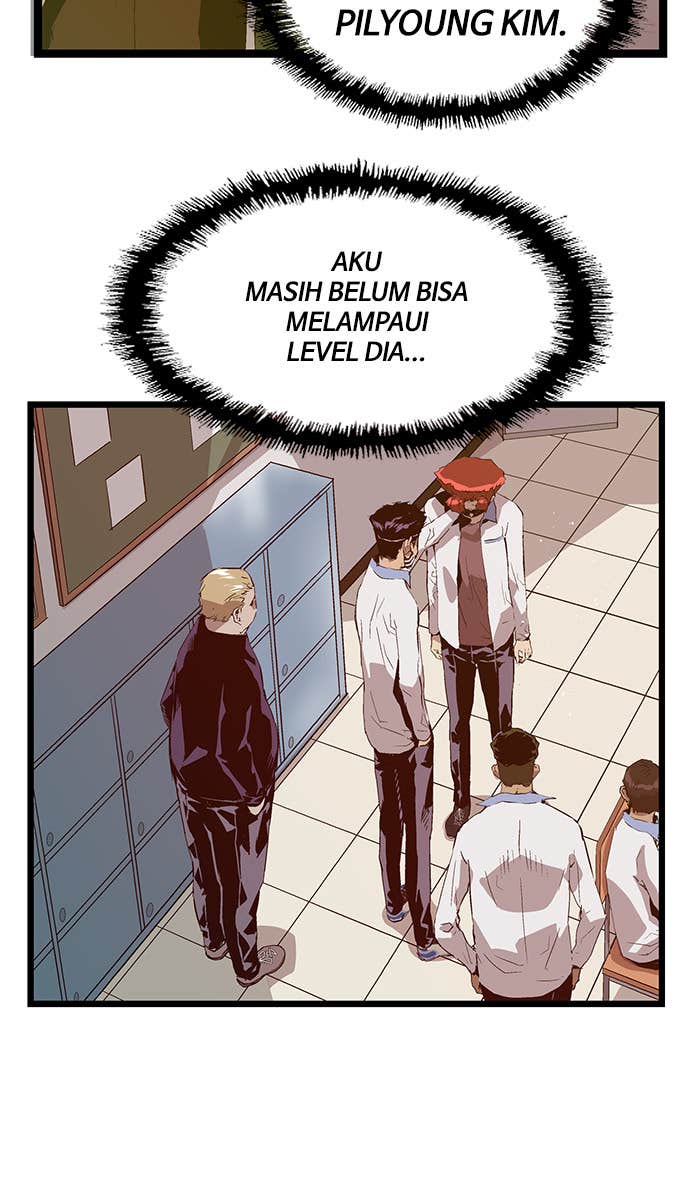 PILYOUNG KIM.
AKU
MASIH BELUM BISA
MELAMPAUI
LEVEL DIA...